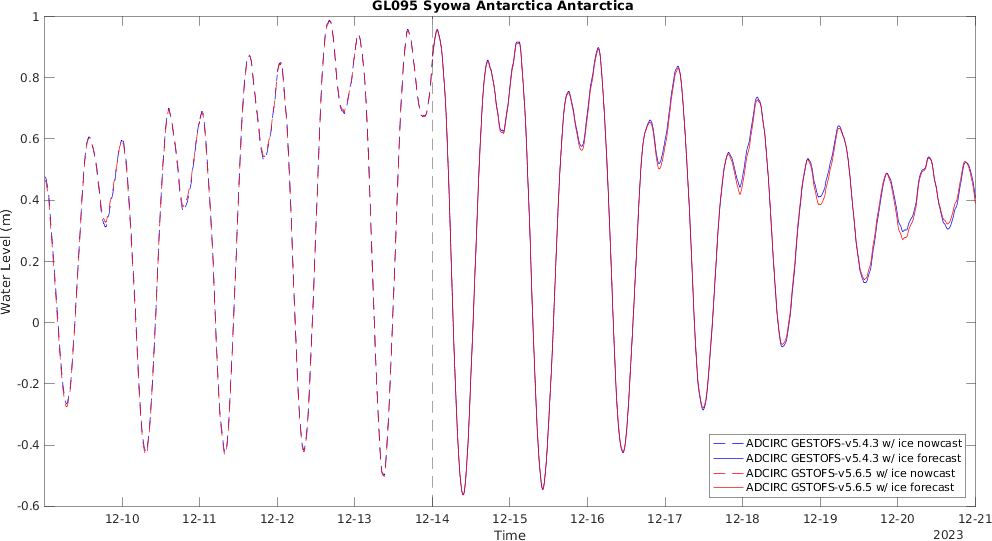 GL095 Syowa Antarctica Antarctica
1
0.8
0.6
0.4
0.2
0
-0.2
-0.4
-0.6
Water Level (m)
ADCIRC GESTOFS-v5.4.3 w/ ice nowcast
ADCIRC GESTOFS-v5.4.3 w/ ice forecast
ADCIRC GSTOFS-v5.6.5 w/ ice nowcast
ADCIRC GSTOFS-v5.6.5 w/ ice forecast
12-10 12-11 12-12 12-13 12-14 12-15 12-16 12-17 12-18 12-19 12-20 12-21
Time
2023